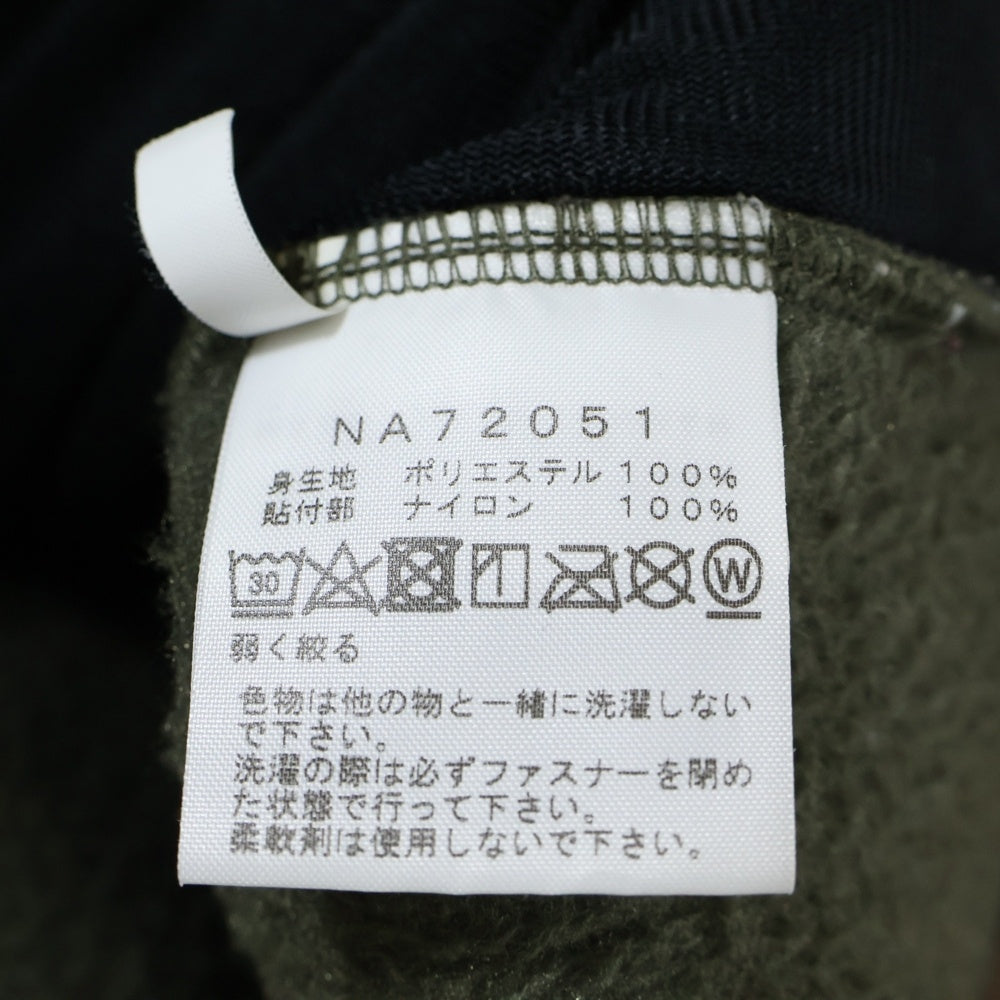 NA72051
身生地 ポリエステル 100%
貼付部 ナイロン 100%
30 W
弱く絞る
色物は他の物と一緒に洗濯しない
で下さい。
洗濯の際は必ずファスナーを閉め
た状態で行って下さい。
柔軟剤は使用しないで下さい。